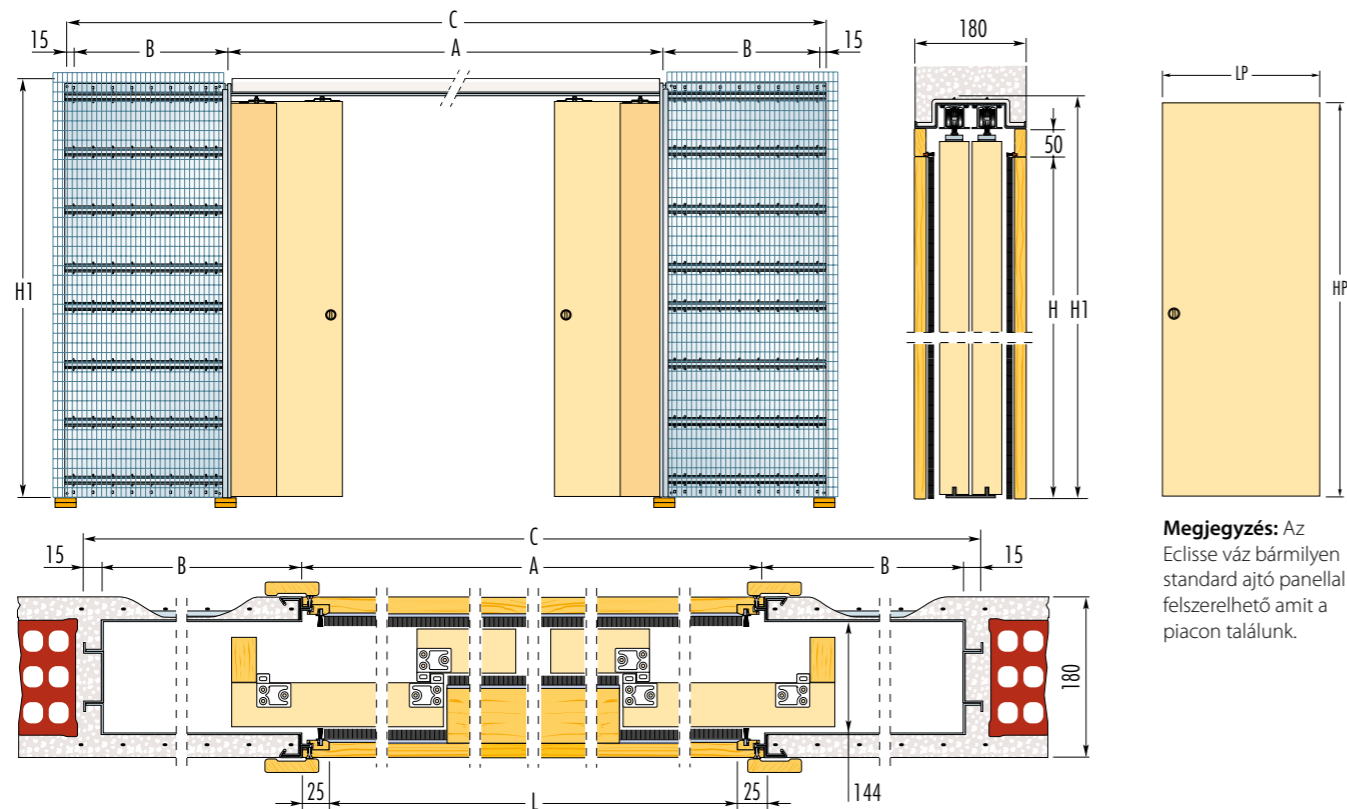 C
15
B
A
B
15
H1
180
50
H
H1
LP
HP
Megjegyzés: Az
Eclisse váz bármilyen
standard ajtó panellal
felszerelhető amit a
piacon találunk.
C
15
B
A
B
15
180
25
L
25
144